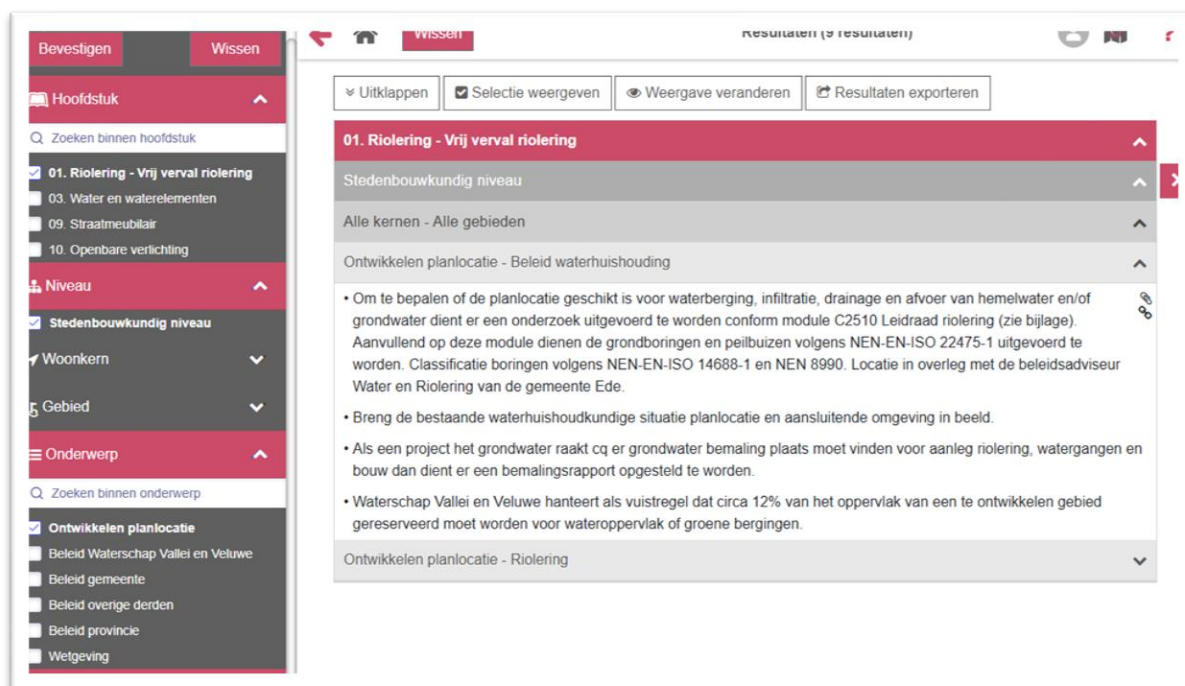 Bevestigen
Wissen
Hoofdstuk
Zoeken binnen hoofdstuk
01. Riolering - Vrij verval riolering
03. Water en waterelementen
09. Straatmeubilair
10. Openbare verlichting
Niveau
Stedenbouwkundig niveau
Woonkern
Gebied
Onderwerp
Zoeken binnen onderwerp
Ontwikkelen planlocatie
Beleid Waterschap Vallei en Veluwe
Beleid gemeente
Beleid overige derden
Beleid provincie
Wetgeving
Wissen
Resultaten (9 resultaten)
Uitklappen
Selectie weergeven
Weergave veranderen
Resultaten exporteren
01. Riolering - Vrij verval riolering
Stedenbouwkundig niveau
Alle kernen - Alle gebieden
Ontwikkelen planlocatie - Beleid waterhuishouding
• Om te bepalen of de planlocatie geschikt is voor waterberging, infiltratie, drainage en afvoer van hemelwater en/of
grondwater dient er een onderzoek uitgevoerd te worden conform module C2510 Leidraad riolering (zie bijlage).
Aanvullend op deze module dienen de grondboringen en peilbuizen volgens NEN-EN-ISO 22475-1 uitgevoerd te
worden. Classificatie boringen volgens NEN-EN-ISO 14688-1 en NEN 8990. Locatie in overleg met de beleidsadviseur
Water en Riolering van de gemeente Ede.
• Breng de bestaande waterhuishoudkundige situatie planlocatie en aansluitende omgeving in beeld.
• Als een project het grondwater raakt cq er grondwater bemaling plaats moet vinden voor aanleg riolering, watergangen en
bouw dan dient er een bemalingsrapport opgesteld te worden.
• Waterschap Vallei en Veluwe hanteert als vuistregel dat circa 12% van het oppervlak van een te ontwikkelen gebied
gereserveerd moet worden voor wateroppervlak of groene bergingen.
Ontwikkelen planlocatie - Riolering